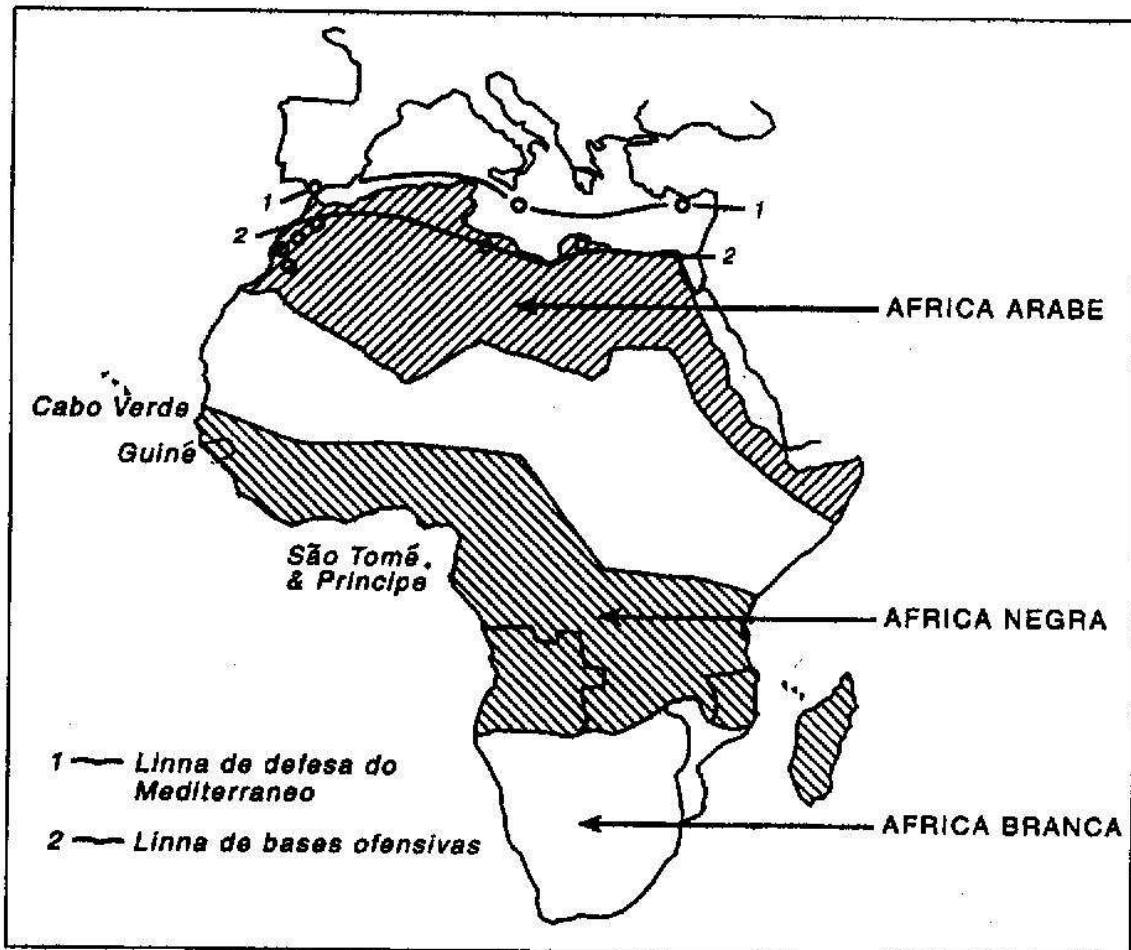 1
1
2
2
AFRICA ARABE
Cabo Verde
Guiné
São Tomé
& Principe
AFRICA NEGRA
1 — Linna de defesa do
Mediterraneo
2 — Linna de bases ofensivas
AFRICA BRANCA